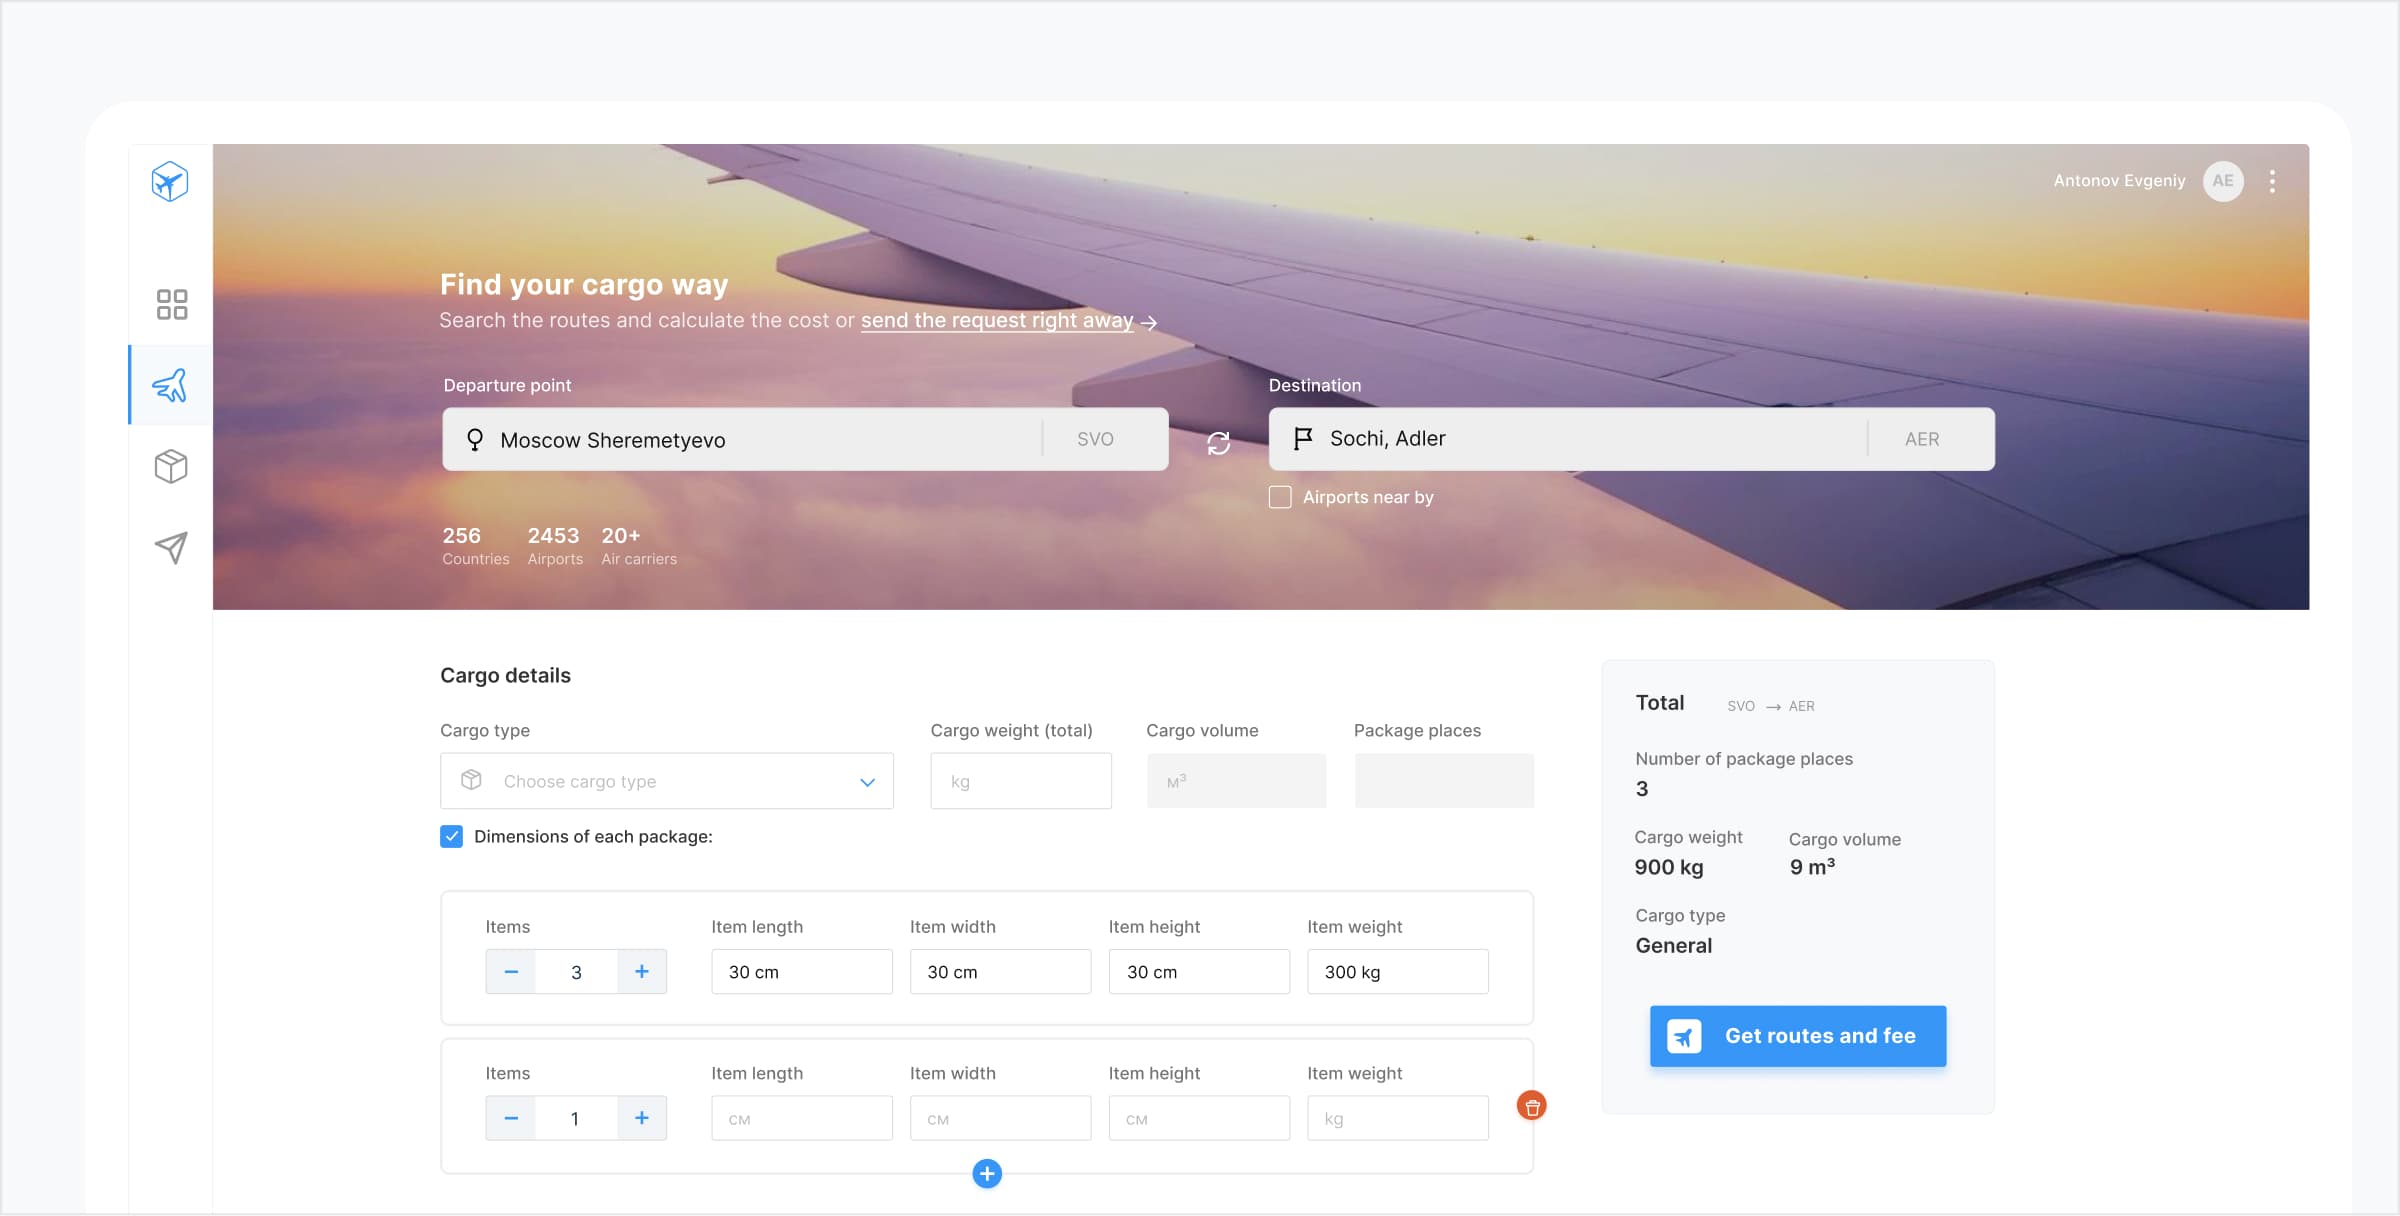 Antonov Evgeniy AE
Find your cargo way
Search the routes and calculate the cost or send the request right away →
Departure point
Moscow Sheremetyevo SVO
Destination
Sochi, Adler AER
Airports near by
256 2453 20+
Countries Airports Air carriers
Cargo details
Cargo type Cargo weight (total) Cargo volume Package places
Choose cargo type kg м³
Dimensions of each package:
Items Item length Item width Item height Item weight
− 3 + 30 cm 30 cm 30 cm 300 kg
Items Item length Item width Item height Item weight
− 1 + см см см kg
Total SVO → AER
Number of package places
3
Cargo weight Cargo volume
900 kg 9 m³
Cargo type
General
Get routes and fee